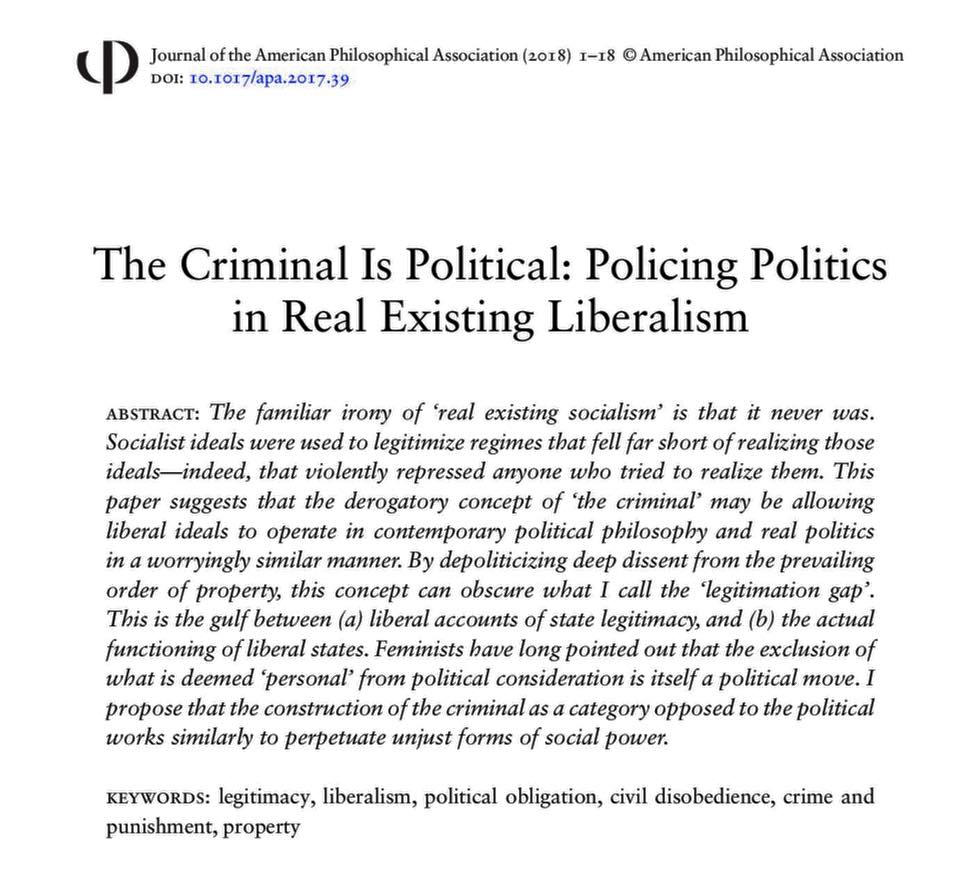 Journal of the American Philosophical Association (2018) 1–18 © American Philosophical Association
DOI: 10.1017/apa.2017.39
The Criminal Is Political: Policing Politics
in Real Existing Liberalism
ABSTRACT: The familiar irony of ‘real existing socialism’ is that it never was.
Socialist ideals were used to legitimize regimes that fell far short of realizing those
ideals—indeed, that violently repressed anyone who tried to realize them. This
paper suggests that the derogatory concept of ‘the criminal’ may be allowing
liberal ideals to operate in contemporary political philosophy and real politics
in a worryingly similar manner. By depoliticizing deep dissent from the prevailing
order of property, this concept can obscure what I call the ‘legitimation gap’.
This is the gulf between (a) liberal accounts of state legitimacy, and (b) the actual
functioning of liberal states. Feminists have long pointed out that the exclusion of
what is deemed ‘personal’ from political consideration is itself a political move. I
propose that the construction of the criminal as a category opposed to the political
works similarly to perpetuate unjust forms of social power.
KEYWORDS: legitimacy, liberalism, political obligation, civil disobedience, crime and
punishment, property